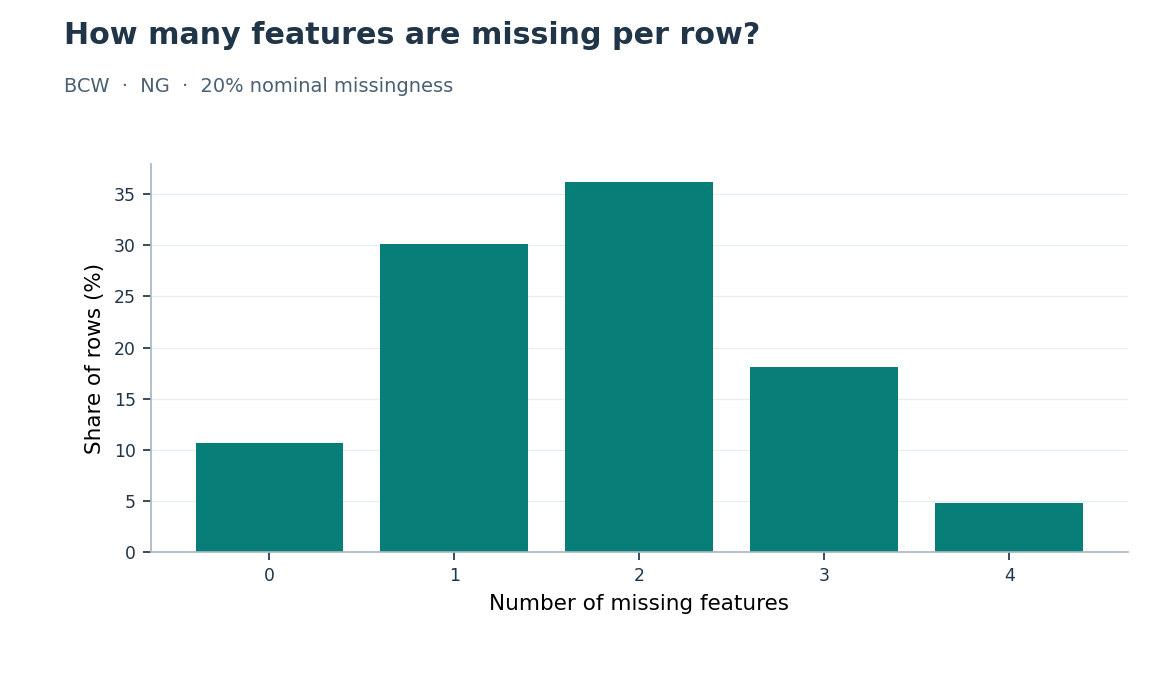 How many features are missing per row?
BCW · NG · 20% nominal missingness
Share of rows (%)
35
30
25
20
15
10
5
0
0 1 2 3 4
Number of missing features